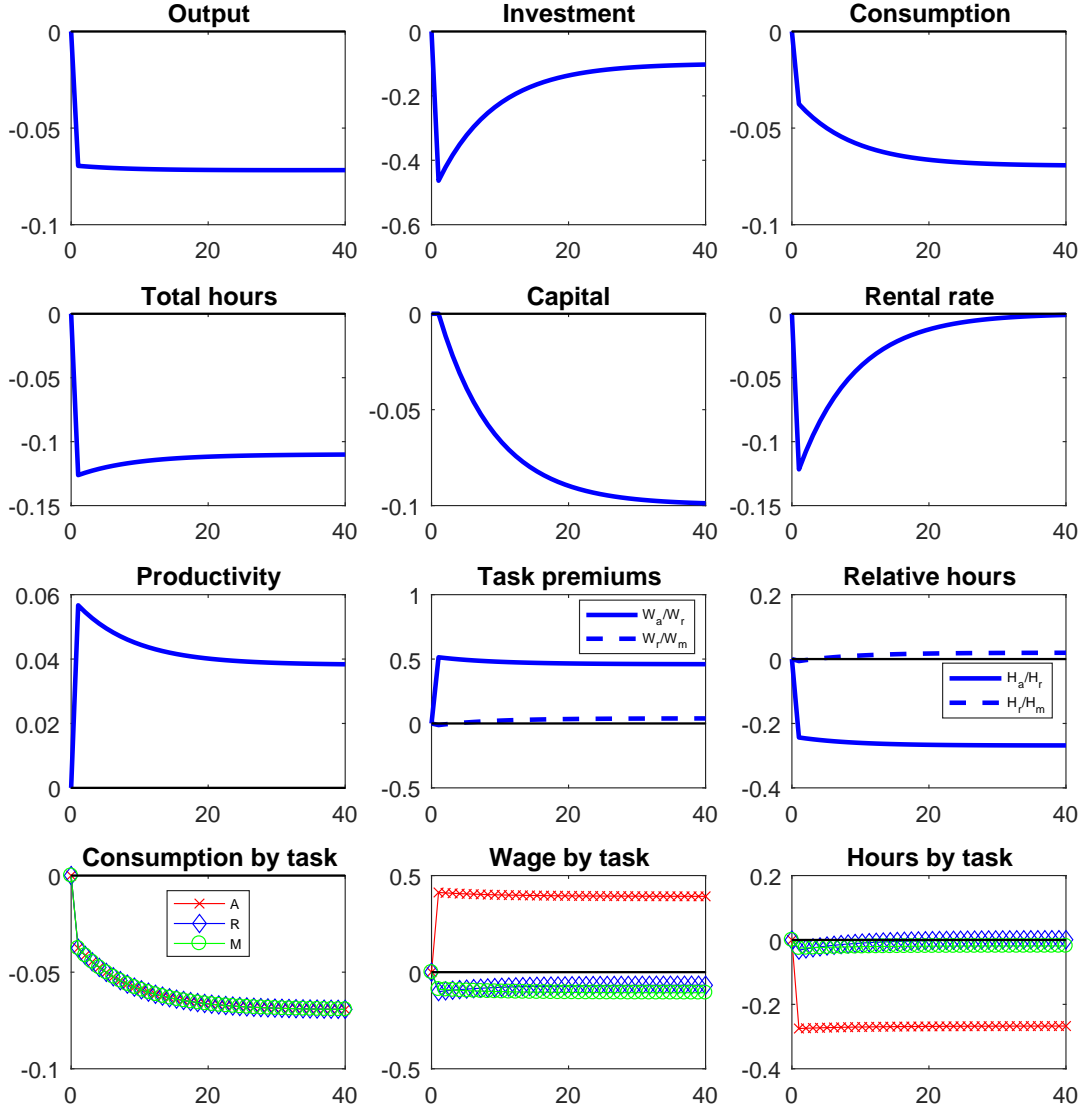 Output
0
-0.05
-0.1
0 20 40
Investment
0
-0.2
-0.4
-0.6
0 20 40
Consumption
0
-0.05
-0.1
0 20 40
Total hours
0
-0.05
-0.1
-0.15
0 20 40
Capital
0
-0.05
-0.1
0 20 40
Rental rate
0
-0.05
-0.1
-0.15
0 20 40
Productivity
0.06
0.04
0.02
0
0 20 40
Task premiums
1
0.5
0
-0.5
W_a/W_r
W_r/W_m
0 20 40
Relative hours
0.2
0
-0.2
-0.4
H_a/H_r
H_r/H_m
0 20 40
Consumption by task
0
-0.05
-0.1
A
R
M
0 20 40
Wage by task
0.5
0
-0.5
0 20 40
Hours by task
0.2
0
-0.2
-0.4
0 20 40